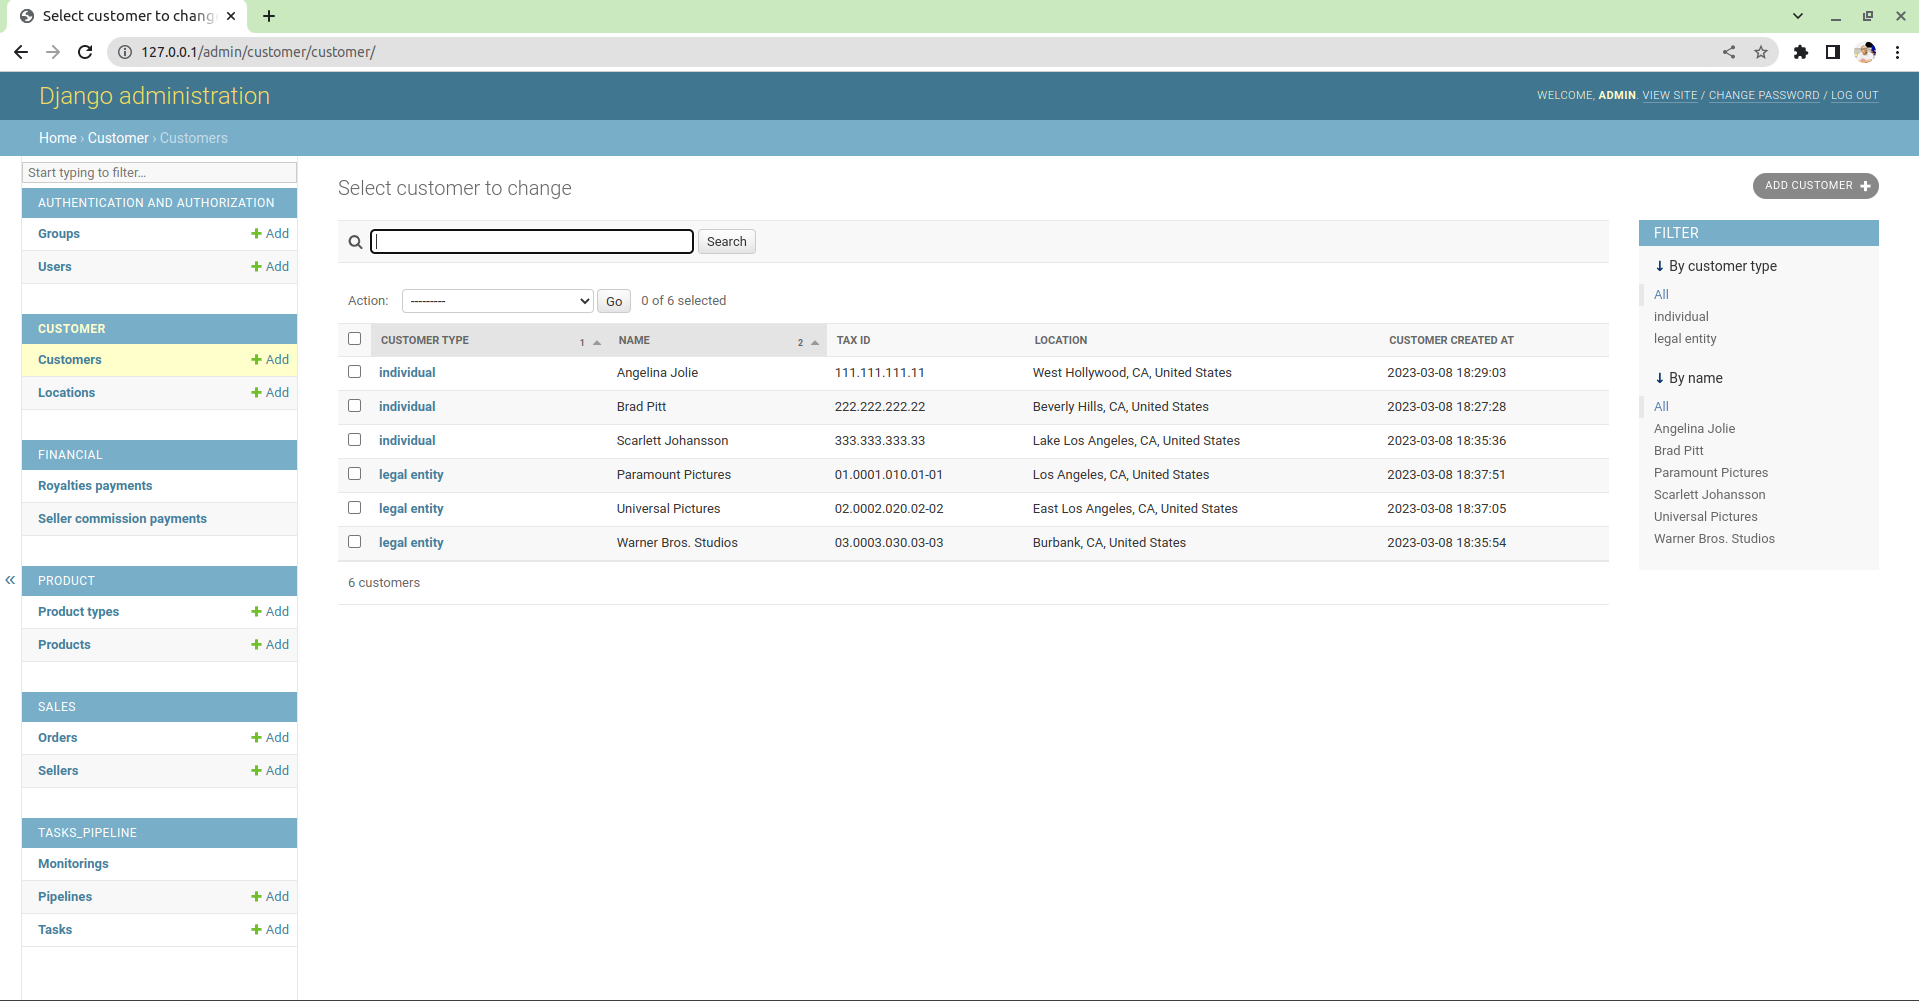 Select customer to chang
127.0.0.1/admin/customer/customer/
Django administration
WELCOME, ADMIN. VIEW SITE / CHANGE PASSWORD / LOG OUT
Home › Customer › Customers
Start typing to filter...
AUTHENTICATION AND AUTHORIZATION
Groups + Add
Users + Add
CUSTOMER
Customers + Add
Locations + Add
FINANCIAL
Royalties payments
Seller commission payments
«
PRODUCT
Product types + Add
Products + Add
SALES
Orders + Add
Sellers + Add
TASKS_PIPELINE
Monitorings
Pipelines + Add
Tasks + Add
Select customer to change
ADD CUSTOMER +
Search
Action: --------- Go 0 of 6 selected
CUSTOMER TYPE 1 NAME 2 TAX ID LOCATION CUSTOMER CREATED AT
individual Angelina Jolie 111.111.111.11 West Hollywood, CA, United States 2023-03-08 18:29:03
individual Brad Pitt 222.222.222.22 Beverly Hills, CA, United States 2023-03-08 18:27:28
individual Scarlett Johansson 333.333.333.33 Lake Los Angeles, CA, United States 2023-03-08 18:35:36
legal entity Paramount Pictures 01.0001.010.01-01 Los Angeles, CA, United States 2023-03-08 18:37:51
legal entity Universal Pictures 02.0002.020.02-02 East Los Angeles, CA, United States 2023-03-08 18:37:05
legal entity Warner Bros. Studios 03.0003.030.03-03 Burbank, CA, United States 2023-03-08 18:35:54
6 customers
FILTER
↓ By customer type
All
individual
legal entity
↓ By name
All
Angelina Jolie
Brad Pitt
Paramount Pictures
Scarlett Johansson
Universal Pictures
Warner Bros. Studios